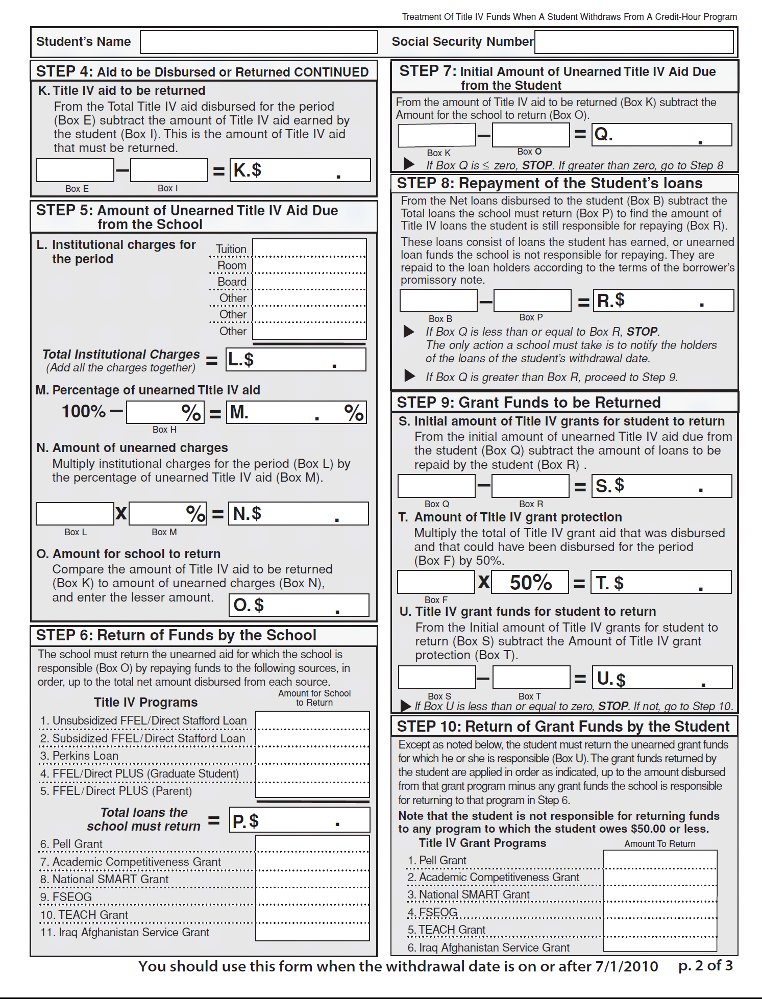 Treatment Of Title IV Funds When A Student Withdraws From A Credit-Hour Program
Student's Name
Social Security Number
STEP 4: Aid to be Disbursed or Returned CONTINUED
K. Title IV aid to be returned
From the Total Title IV aid disbursed for the period
(Box E) subtract the amount of Title IV aid earned by
the student (Box I). This is the amount of Title IV aid
that must be returned.
– = K. $ .
Box E Box I
STEP 5: Amount of Unearned Title IV Aid Due
from the School
L. Institutional charges for
the period
Tuition
Room
Board
Other
Other
Other
Total Institutional Charges = L. $ .
(Add all the charges together)
M. Percentage of unearned Title IV aid
100% – % = M. . %
Box H
N. Amount of unearned charges
Multiply institutional charges for the period (Box L) by
the percentage of unearned Title IV aid (Box M).
x % = N. $ .
Box L Box M
O. Amount for school to return
Compare the amount of Title IV aid to be returned
(Box K) to amount of unearned charges (Box N),
and enter the lesser amount.
O. $ .
STEP 6: Return of Funds by the School
The school must return the unearned aid for which the school is
responsible (Box O) by repaying funds to the following sources, in
order, up to the total net amount disbursed from each source.
Title IV Programs
Amount for School
to Return
1. Unsubsidized FFEL/Direct Stafford Loan
2. Subsidized FFEL/Direct Stafford Loan
3. Perkins Loan
4. FFEL/Direct PLUS (Graduate Student)
5. FFEL/Direct PLUS (Parent)
Total loans the
school must return = P. $ .
6. Pell Grant
7. Academic Competitiveness Grant
8. National SMART Grant
9. FSEOG
10. TEACH Grant
11. Iraq Afghanistan Service Grant
STEP 7: Initial Amount of Unearned Title IV Aid Due
from the Student
From the amount of Title IV aid to be returned (Box K) subtract the
Amount for the school to return (Box O).
– = Q. .
Box K Box O
If Box Q is ≤ zero, STOP. If greater than zero, go to Step 8
STEP 8: Repayment of the Student's loans
From the Net loans disbursed to the student (Box B) subtract the
Total loans the school must return (Box P) to find the amount of
Title IV loans the student is still responsible for repaying (Box R).
These loans consist of loans the student has earned, or unearned
loan funds the school is not responsible for repaying. They are
repaid to the loan holders according to the terms of the borrower's
promissory note.
– = R. $ .
Box B Box P
If Box Q is less than or equal to Box R, STOP.
The only action a school must take is to notify the holders
of the loans of the student's withdrawal date.
If Box Q is greater than Box R, proceed to Step 9.
STEP 9: Grant Funds to be Returned
S. Initial amount of Title IV grants for student to return
From the initial amount of unearned Title IV aid due from
the student (Box Q) subtract the amount of loans to be
repaid by the student (Box R) .
– = S. $ .
Box Q Box R
T. Amount of Title IV grant protection
Multiply the total of Title IV grant aid that was disbursed
and that could have been disbursed for the period
(Box F) by 50%.
x 50% = T. $ .
Box F
U. Title IV grant funds for student to return
From the Initial amount of Title IV grants for student to
return (Box S) subtract the Amount of Title IV grant
protection (Box T).
– = U. $ .
Box S Box T
If Box U is less than or equal to zero, STOP. If not, go to Step 10.
STEP 10: Return of Grant Funds by the Student
Except as noted below, the student must return the unearned grant funds
for which he or she is responsible (Box U). The grant funds returned by
the student are applied in order as indicated, up to the amount disbursed
from that grant program minus any grant funds the school is responsible
for returning to that program in Step 6.
Note that the student is not responsible for returning funds
to any program to which the student owes $50.00 or less.
Title IV Grant Programs Amount To Return
1. Pell Grant
2. Academic Competitiveness Grant
3. National SMART Grant
4. FSEOG
5. TEACH Grant
6. Iraq Afghanistan Service Grant
You should use this form when the withdrawal date is on or after 7/1/2010 p. 2 of 3